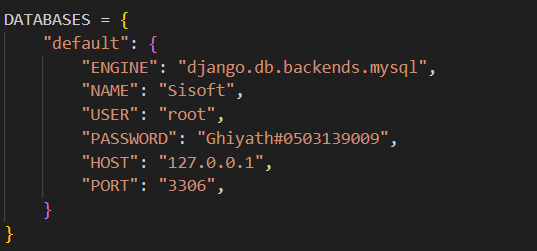 DATABASES = {
    "default": {
        "ENGINE": "django.db.backends.mysql",
        "NAME": "Sisoft",
        "USER": "root",
        "PASSWORD": "Ghiyath#0503139009",
        "HOST": "127.0.0.1",
        "PORT": "3306",
    }
}